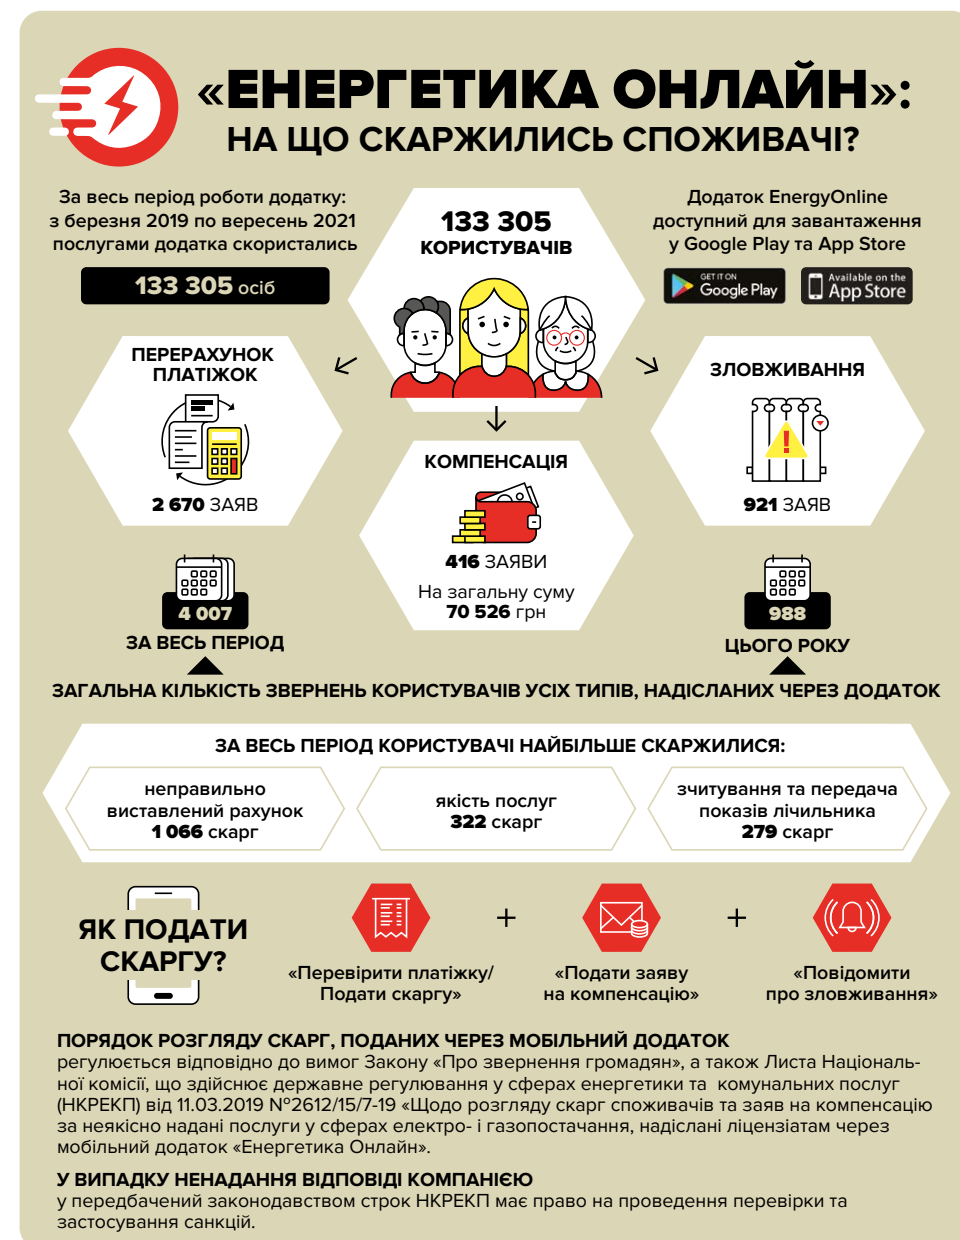 «ЕНЕРГЕТИКА ОНЛАЙН»:
НА ЩО СКАРЖИЛИСЬ СПОЖИВАЧІ?
За весь період роботи додатку:
з березня 2019 по вересень 2021
послугами додатка скористались
133 305 осіб
133 305
КОРИСТУВАЧІВ
Додаток EnergyOnline
доступний для завантаження
у Google Play та App Store
GET IT ON
Google Play
Available on the
App Store
ПЕРЕРАХУНОК
ПЛАТІЖОК
2 670 ЗАЯВ
КОМПЕНСАЦІЯ
416 ЗАЯВИ
На загальну суму
70 526 грн
ЗЛОВЖИВАННЯ
921 ЗАЯВ
4 007
ЗА ВЕСЬ ПЕРІОД
988
ЦЬОГО РОКУ
ЗАГАЛЬНА КІЛЬКІСТЬ ЗВЕРНЕНЬ КОРИСТУВАЧІВ УСІХ ТИПІВ, НАДІСЛАНИХ ЧЕРЕЗ ДОДАТОК
ЗА ВЕСЬ ПЕРІОД КОРИСТУВАЧІ НАЙБІЛЬШЕ СКАРЖИЛИСЯ:
неправильно
виставлений рахунок
1 066 скарг
якість послуг
322 скарг
зчитування та передача
показів лічильника
279 скарг
ЯК ПОДАТИ
СКАРГУ?
«Перевірити платіжку/
Подати скаргу»
+
«Подати заяву
на компенсацію»
+
«Повідомити
про зловживання»
ПОРЯДОК РОЗГЛЯДУ СКАРГ, ПОДАНИХ ЧЕРЕЗ МОБІЛЬНИЙ ДОДАТОК
регулюється відповідно до вимог Закону «Про звернення громадян», а також Листа Національ-
ної комісії, що здійснює державне регулювання у сферах енергетики та комунальних послуг
(НКРЕКП) від 11.03.2019 №2612/15/7-19 «Щодо розгляду скарг споживачів та заяв на компенсацію
за неякісно надані послуги у сферах електро- і газопостачання, надіслані ліцензіатам через
мобільний додаток «Енергетика Онлайн».
У ВИПАДКУ НЕНАДАННЯ ВІДПОВІДІ КОМПАНІЄЮ
у передбачений законодавством строк НКРЕКП має право на проведення перевірки та
застосування санкцій.